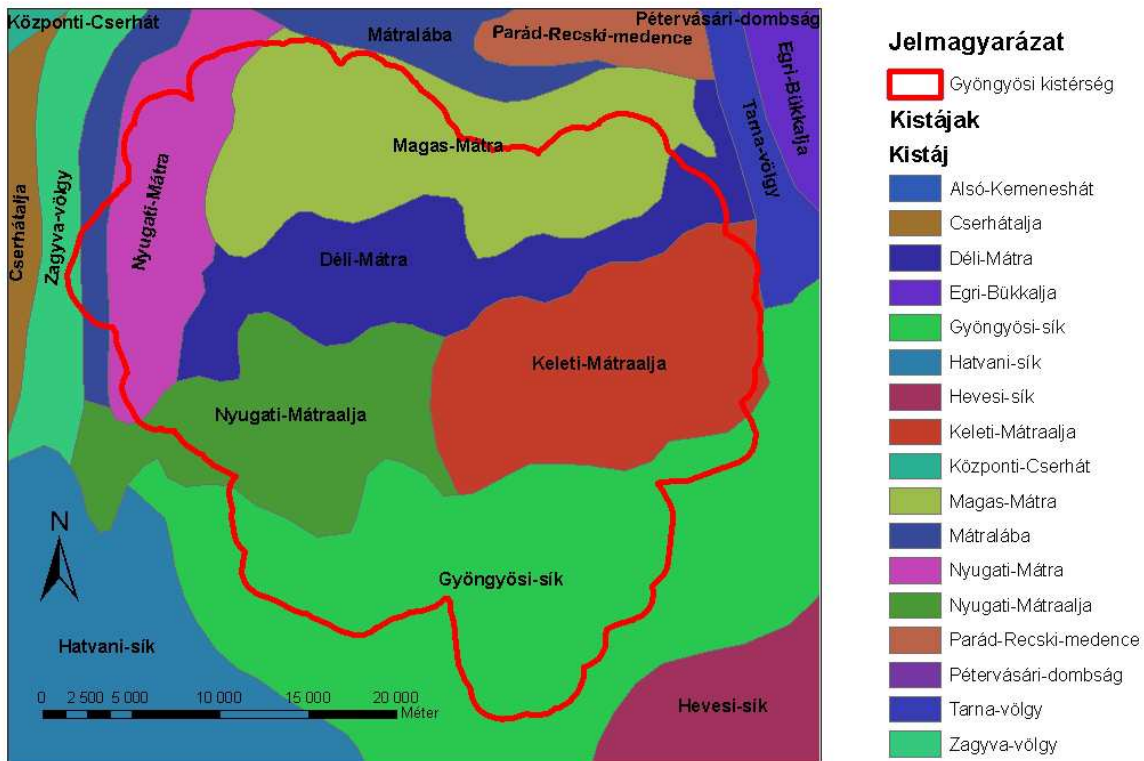 Központi-Cserhát
Mátralába
Pétervásári-dombság
Parád-Recski-medence
Egri-Bükkalja
Tarna-völgy
Magas-Mátra
Nyugati-Mátra
Zagyva-völgy
Cserhátalja
Déli-Mátra
Keleti-Mátraalja
Nyugati-Mátraalja
Gyöngyösi-sík
Hatvani-sík
Hevesi-sík
N
0 2 500 5 000 10 000 15 000 20 000
Méter
Jelmagyarázat
Gyöngyösi kistérség
Kistájak
Kistáj
Alsó-Kemeneshát
Cserhátalja
Déli-Mátra
Egri-Bükkalja
Gyöngyösi-sík
Hatvani-sík
Hevesi-sík
Keleti-Mátraalja
Központi-Cserhát
Magas-Mátra
Mátralába
Nyugati-Mátra
Nyugati-Mátraalja
Parád-Recski-medence
Pétervásári-dombság
Tarna-völgy
Zagyva-völgy